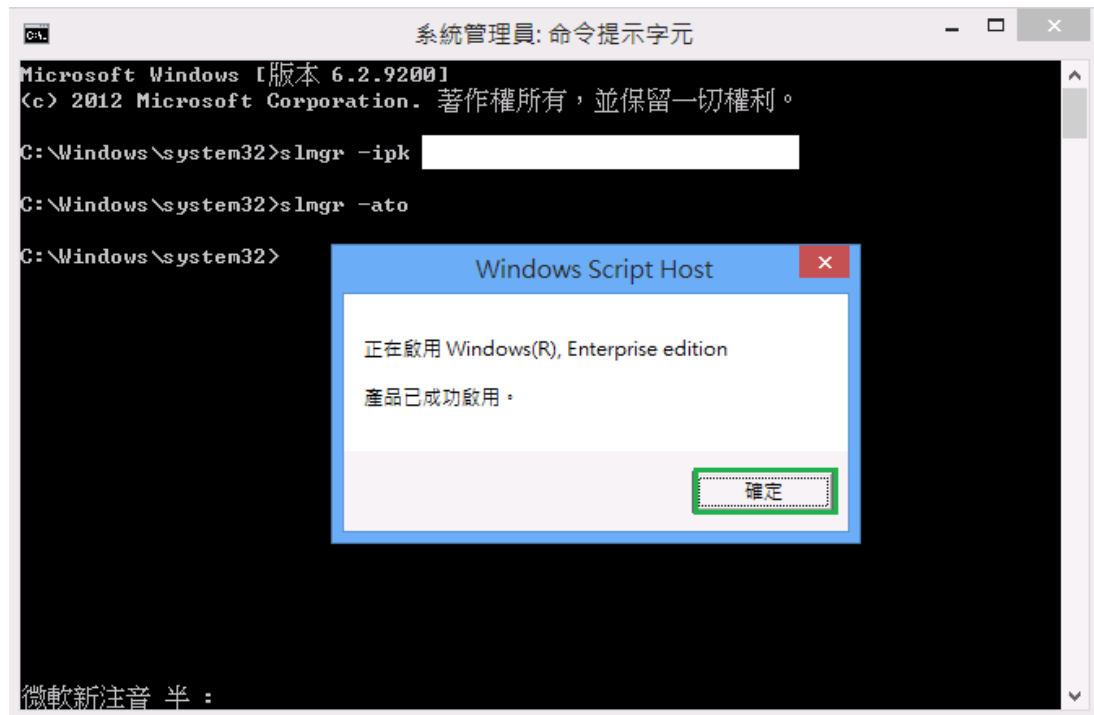 系統管理員: 命令提示字元
Microsoft Windows [版本 6.2.9200]
(c) 2012 Microsoft Corporation. 著作權所有，並保留一切權利。
C:\Windows\system32>slmgr -ipk
C:\Windows\system32>slmgr -ato
C:\Windows\system32>
Windows Script Host
正在啟用 Windows(R), Enterprise edition
產品已成功啟用。
確定
微軟新注音 半 :